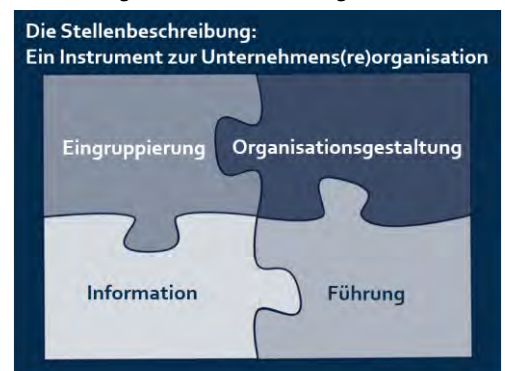 Die Stellenbeschreibung:
Ein Instrument zur Unternehmens(re)organisation
Eingruppierung
Organisationsgestaltung
Information
Führung